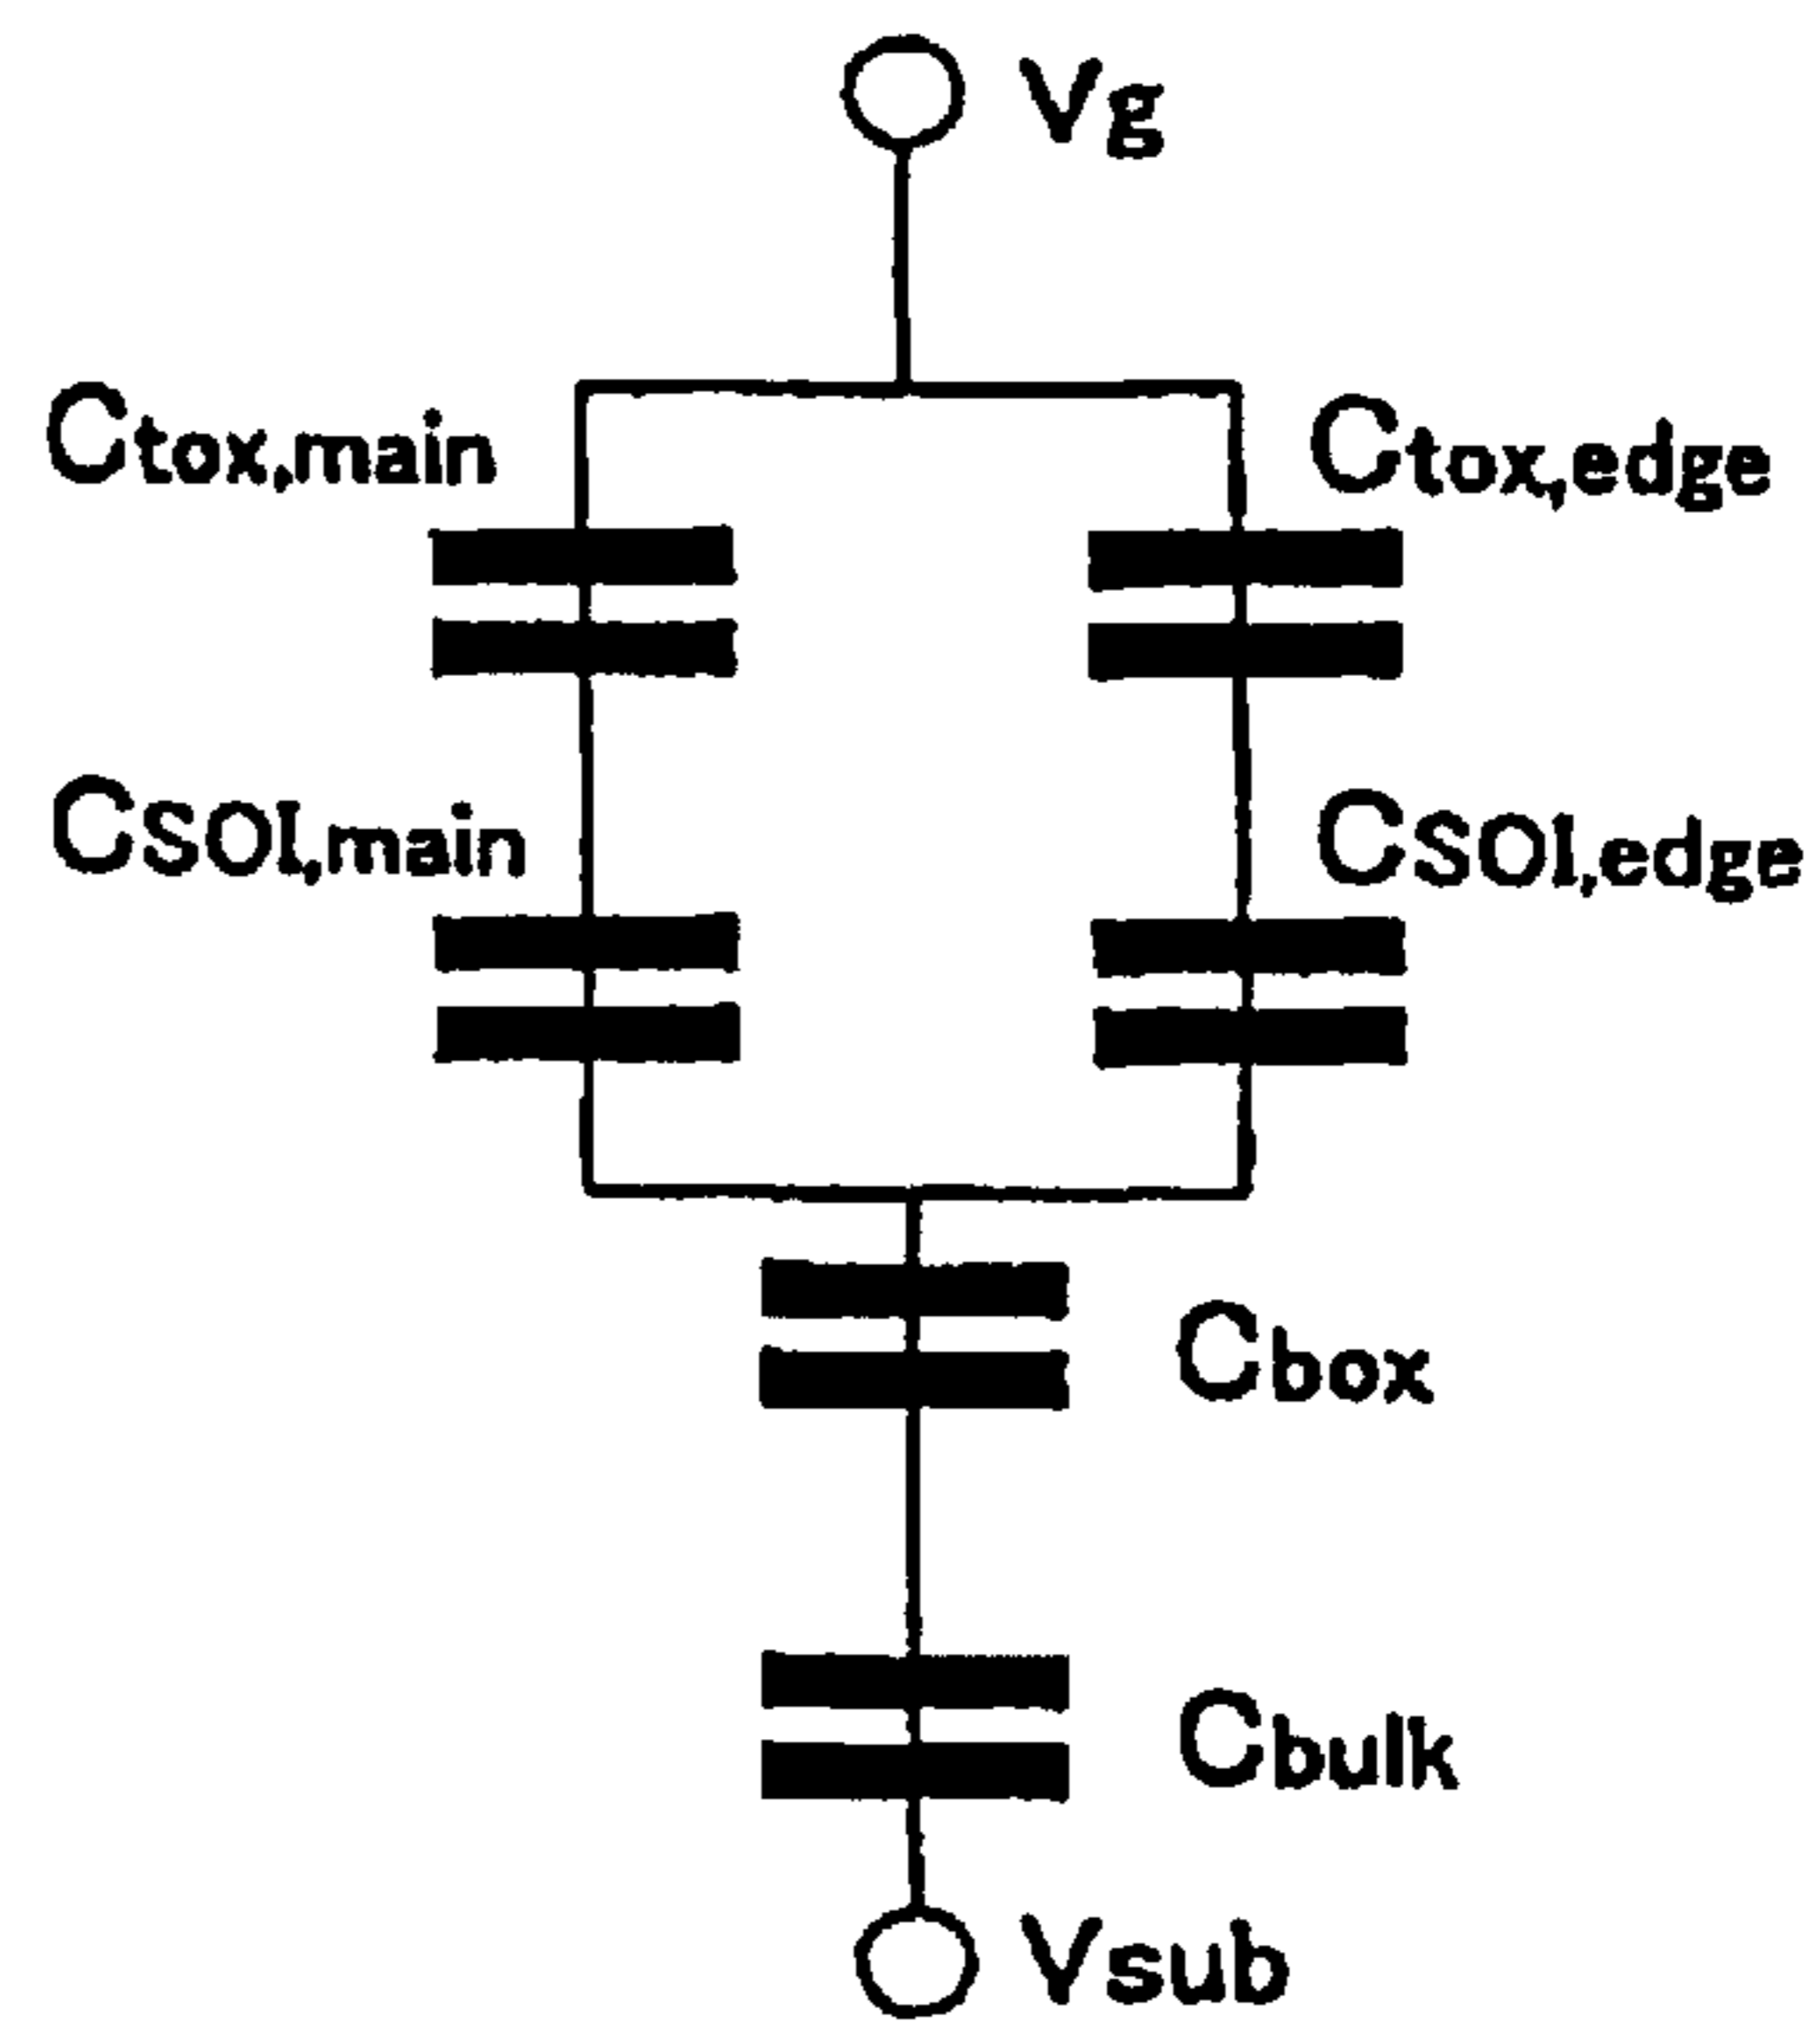 Vg
Ctox,main
Ctox,edge
CSOI,main
CSOI,edge
Cbox
Cbulk
Vsub